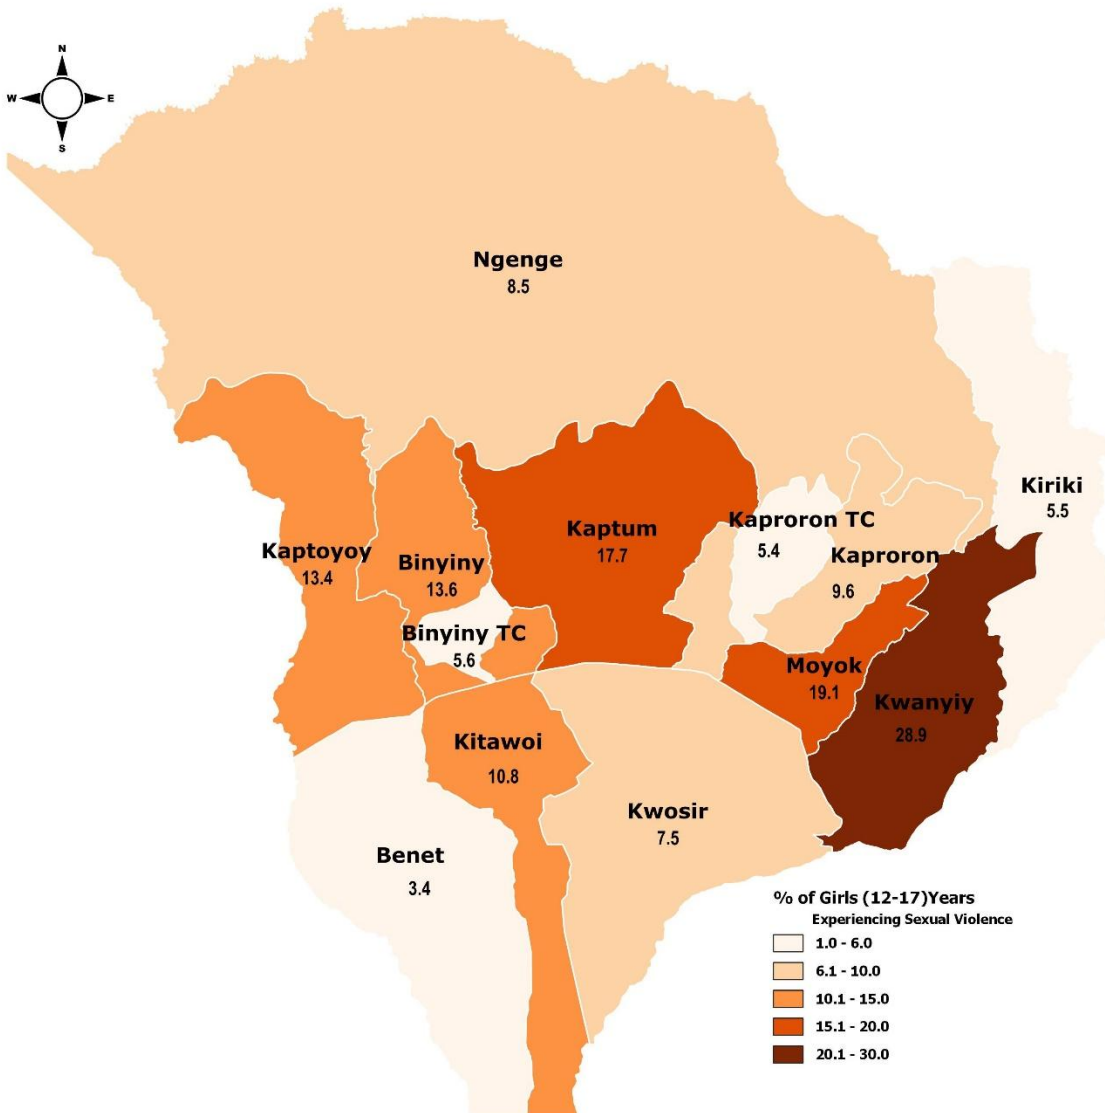 N
W E
S
Ngenge
8.5
Kiriki
5.5
Kaproron TC
5.4
Kaptum
17.7
Kaproron
9.6
Kaptoyoy
13.4
Binyiny
13.6
Binyiny TC
5.6
Moyok
19.1
Kwanyiy
28.9
Kitawoi
10.8
Kwosir
7.5
Benet
3.4
% of Girls (12-17)Years
Experiencing Sexual Violence
1.0 - 6.0
6.1 - 10.0
10.1 - 15.0
15.1 - 20.0
20.1 - 30.0